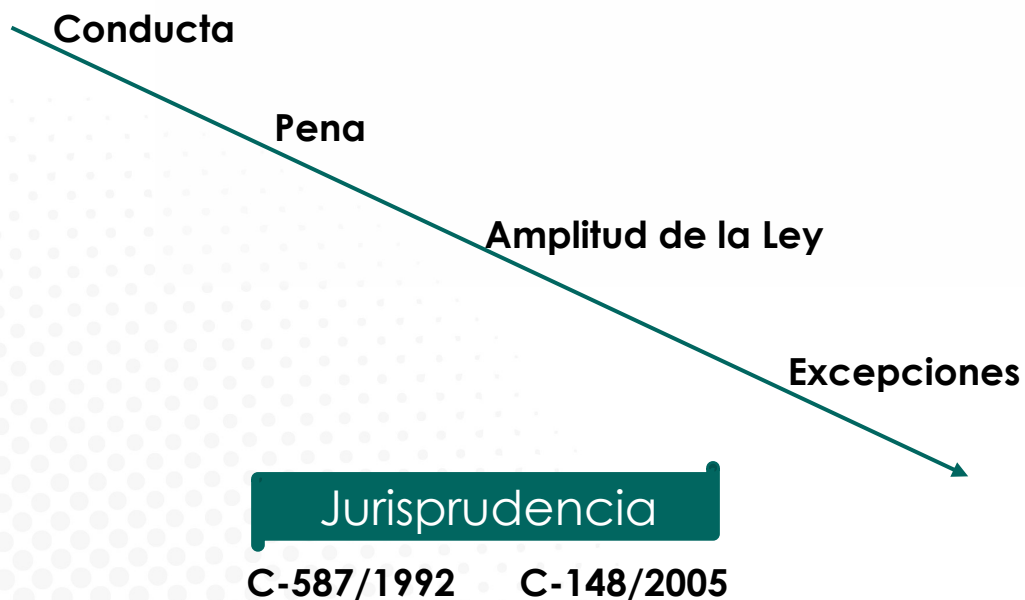 Conducta
Pena
Amplitud de la Ley
Excepciones
Jurisprudencia
C-587/1992 C-148/2005